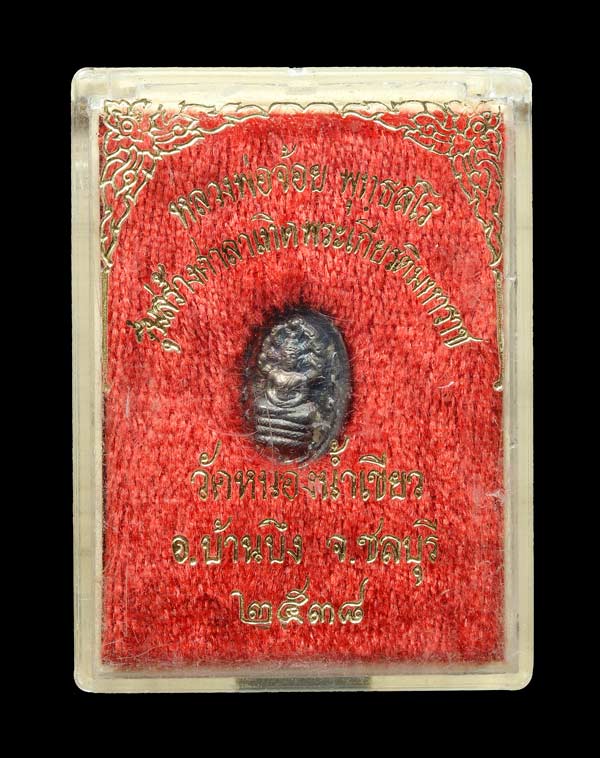 หลวงพ่อจ้อย พุทฺธสโร
รุ่นสร้างศาลาเทิดพระเกียรติมหาราช
วัดหนองน้ำเขียว
อ.บ้านบึง จ.ชลบุรี
๒๕๓๘